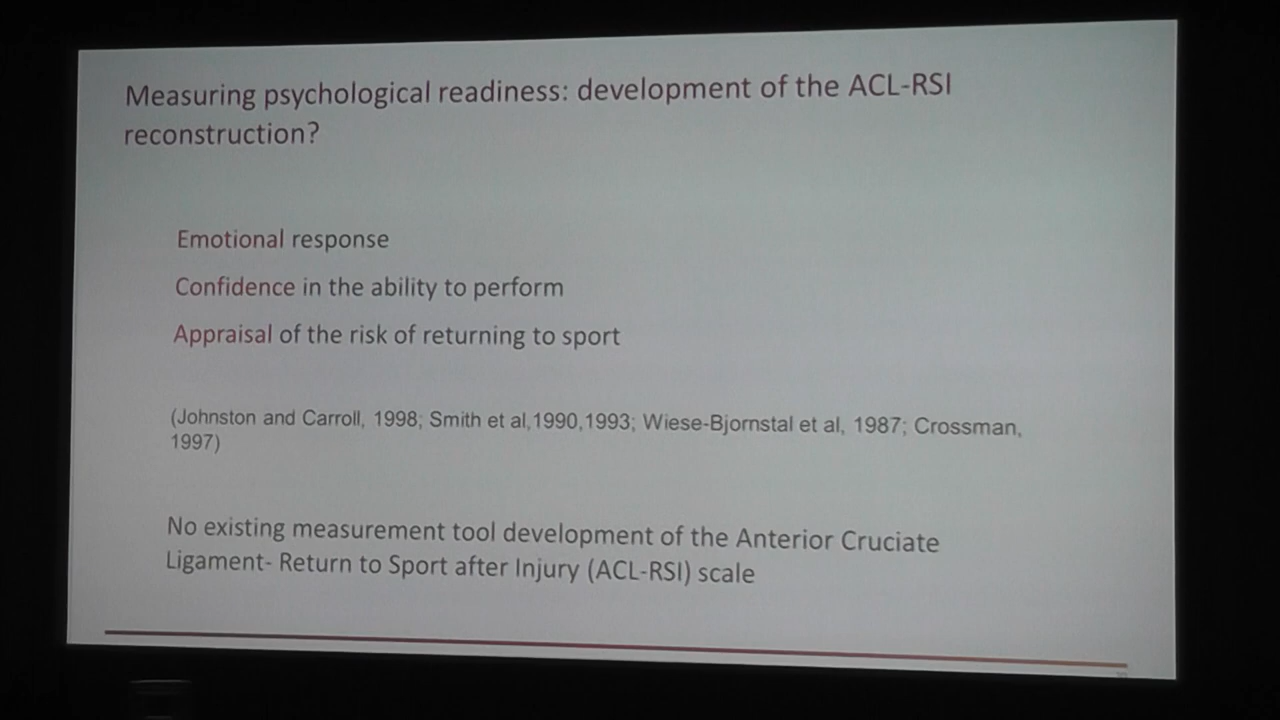 Measuring psychological readiness: development of the ACL-RSI
reconstruction?
Emotional response
Confidence in the ability to perform
Appraisal of the risk of returning to sport
(Johnston and Carroll, 1998; Smith et al,1990,1993; Wiese-Bjornstal et al, 1987; Crossman,
1997)
No existing measurement tool development of the Anterior Cruciate
Ligament- Return to Sport after Injury (ACL-RSI) scale